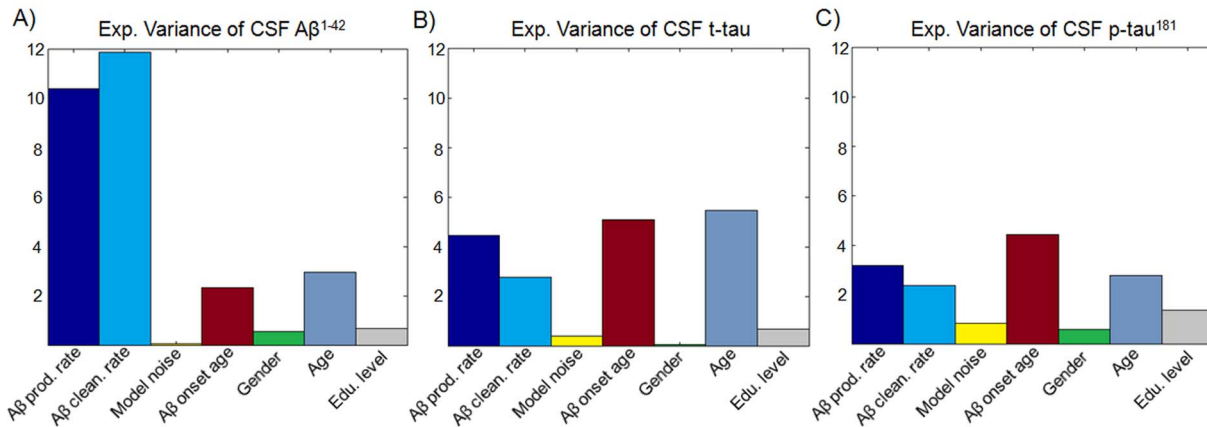 A)
Exp. Variance of CSF Aβ¹⁻⁴²
12
10
8
6
4
2
Aβ prod. rate
Aβ clean. rate
Model noise
Aβ onset age
Gender
Age
Edu. level
B)
Exp. Variance of CSF t-tau
12
10
8
6
4
2
Aβ prod. rate
Aβ clean. rate
Model noise
Aβ onset age
Gender
Age
Edu. level
C)
Exp. Variance of CSF p-tau¹⁸¹
12
10
8
6
4
2
Aβ prod. rate
Aβ clean. rate
Model noise
Aβ onset age
Gender
Age
Edu. level